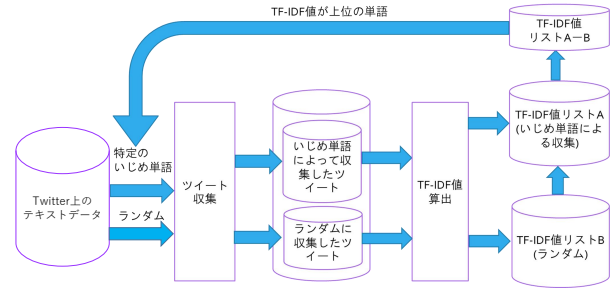 TF-IDF値が上位の単語
TF-IDF値
リストA－B
特定の
いじめ単語
Twitter上の
テキストデータ
ランダム
ツイート
収集
いじめ単語
によって収
集したツ
イート
ランダムに
収集したツ
イート
TF-IDF値
算出
TF-IDF値リストA
(いじめ単語によ
る収集)
TF-IDF値リストB
(ランダム)